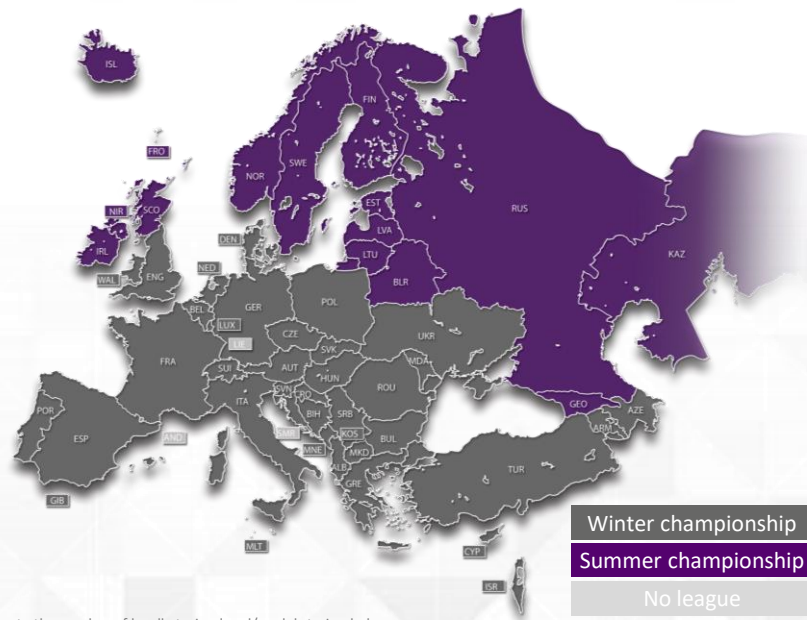 ISL
FIN
FRO
NOR
SWE
RUS
NIR
SCO
EST
LVA
IRL
DEN
LTU
KAZ
WAL
ENG
NED
BLR
BEL
GER
POL
LUX
CZE
UKR
LIE
SVK
FRA
SUI
AUT
HUN
MDA
ROU
SVN
CRO
ITA
BIH
SRB
GEO
AZE
POR
ESP
AND
SMR
KOS
BUL
ARM
MNE
MKD
ALB
GRE
TUR
GIB
MLT
CYP
ISR
Winter championship
Summer championship
No league